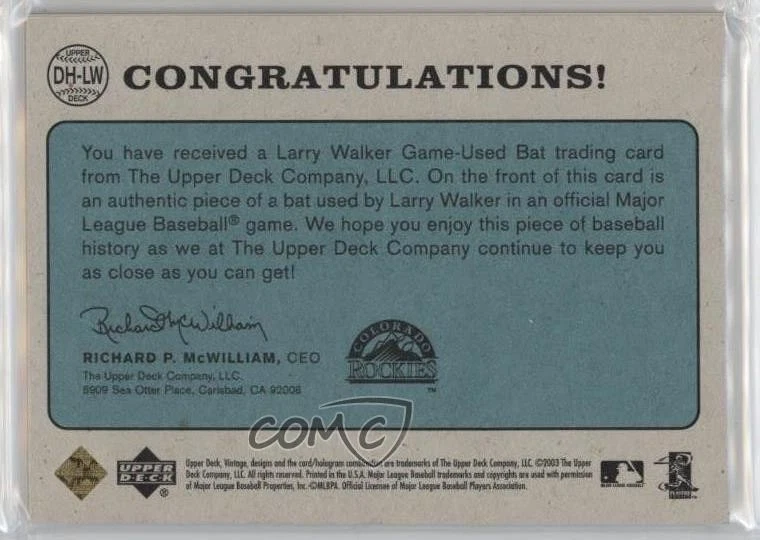 UPPER
DH-LW
DECK
CONGRATULATIONS!
You have received a Larry Walker Game-Used Bat trading card
from The Upper Deck Company, LLC. On the front of this card is
an authentic piece of a bat used by Larry Walker in an official Major
League Baseball® game. We hope you enjoy this piece of baseball
history as we at The Upper Deck Company continue to keep you
as close as you can get!
Richard P. McWilliam
RICHARD P. McWILLIAM, CEO
The Upper Deck Company, LLC.
5909 Sea Otter Place, Carlsbad, CA 92008
COLORADO
ROCKIES
™
COMC
UPPER
DECK
®
Upper Deck, Vintage, designs and the card/hologram combination are trademarks of The Upper Deck Company, LLC. ©2003 The Upper
Deck Company, LLC. All rights reserved. Printed in the U.S.A. Major League Baseball trademarks and copyrights are used with permission
of Major League Baseball Properties, Inc. ©MLBPA. Official Licensee of Major League Baseball Players Association.